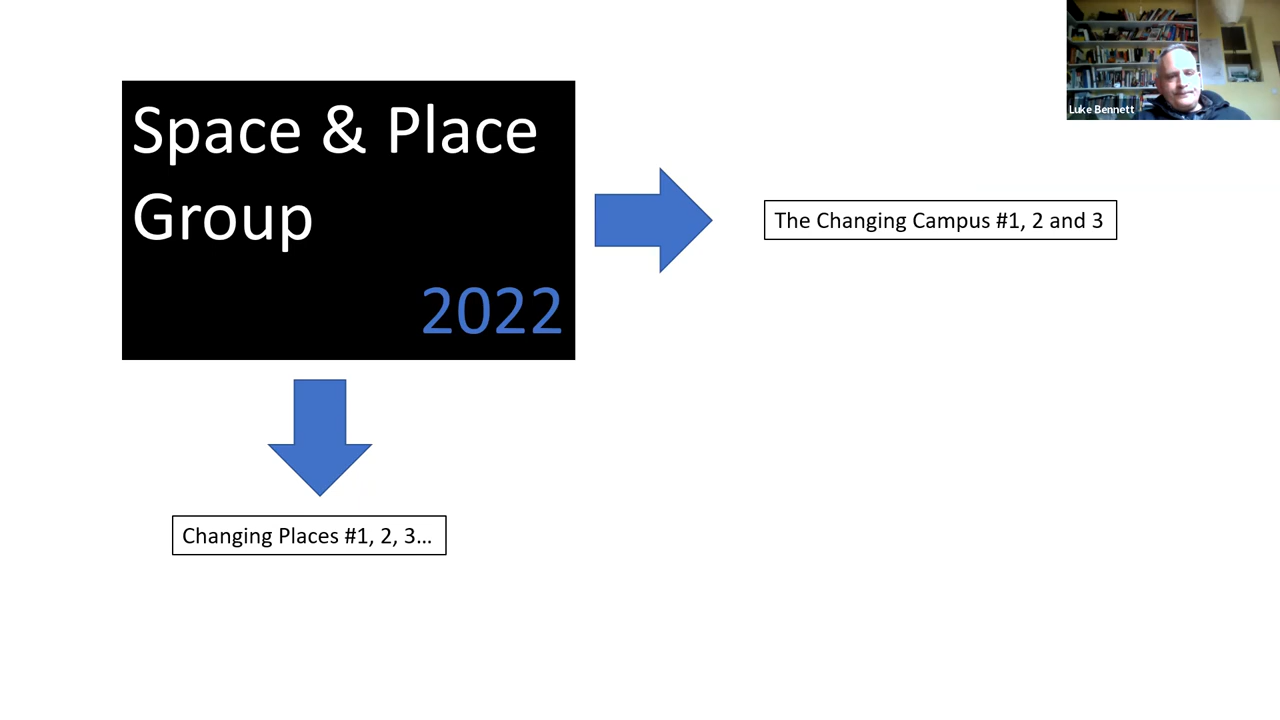 Space & Place
Group
2022
Luke Bennett
The Changing Campus #1, 2 and 3
Changing Places #1, 2, 3...